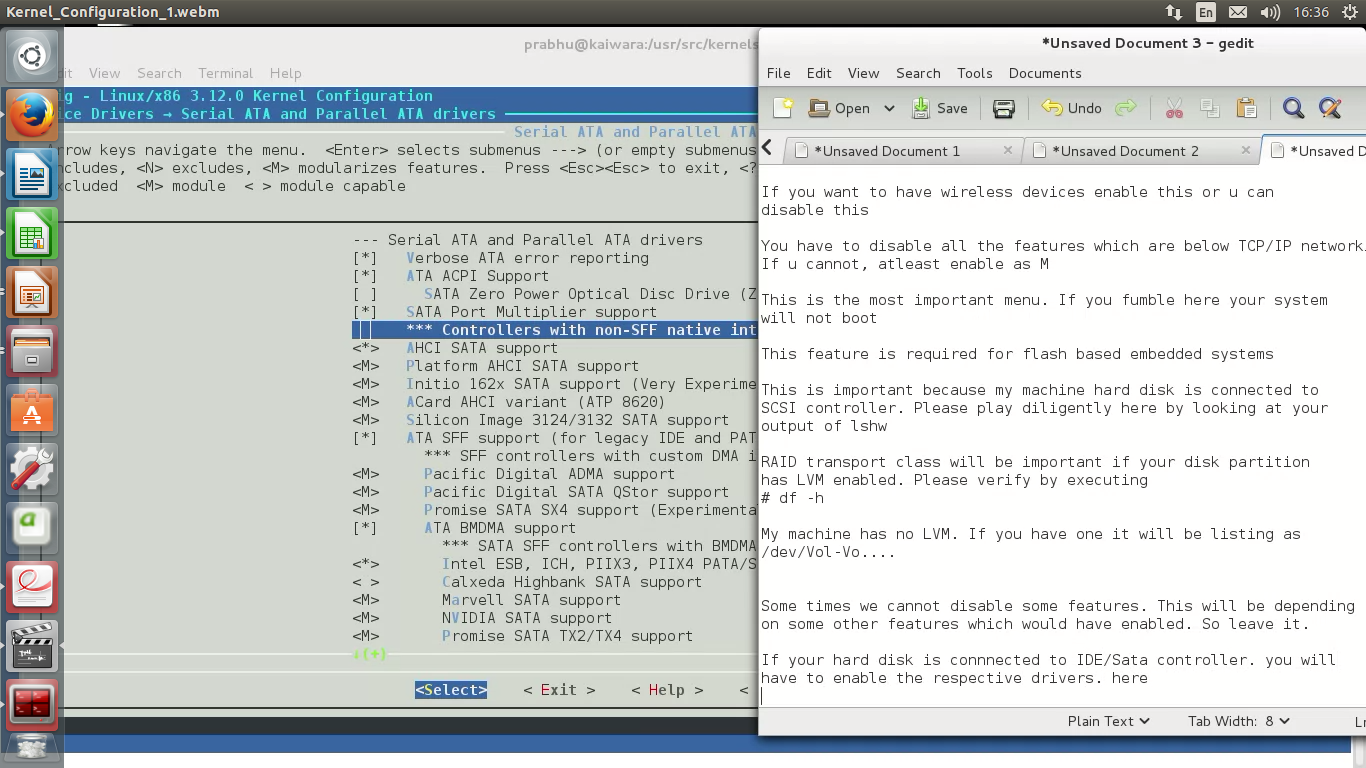 Kernel_Configuration_1.webm
En
16:36
prabhu@kaiwara:/usr/src/kernels
dit View Search Terminal Help
ig - Linux/x86 3.12.0 Kernel Configuration
ice Drivers → Serial ATA and Parallel ATA drivers
Serial ATA and Parallel ATA
Arrow keys navigate the menu. <Enter> selects submenus ---> (or empty submenus
ncludes, <N> excludes, <M> modularizes features. Press <Esc><Esc> to exit, <?
xcluded <M> module < > module capable
--- Serial ATA and Parallel ATA drivers
[*] Verbose ATA error reporting
[*] ATA ACPI Support
[ ] SATA Zero Power Optical Disc Drive (Z
[*] SATA Port Multiplier support
*** Controllers with non-SFF native int
<*> AHCI SATA support
<M> Platform AHCI SATA support
<M> Initio 162x SATA support (Very Experime
<M> ACard AHCI variant (ATP 8620)
<M> Silicon Image 3124/3132 SATA support
[*] ATA SFF support (for legacy IDE and PAT
*** SFF controllers with custom DMA i
<M> Pacific Digital ADMA support
<M> Pacific Digital SATA QStor support
<M> Promise SATA SX4 support (Experimenta
[*] ATA BMDMA support
*** SATA SFF controllers with BMDMA
<*> Intel ESB, ICH, PIIX3, PIIX4 PATA/S
< > Calxeda Highbank SATA support
<M> Marvell SATA support
<M> NVIDIA SATA support
<M> Promise SATA TX2/TX4 support
↓(+)
<Select> < Exit > < Help > <
*Unsaved Document 3 - gedit
File Edit View Search Tools Documents
Open Save Undo
*Unsaved Document 1 × *Unsaved Document 2 × *Unsaved D
If you want to have wireless devices enable this or u can
disable this
You have to disable all the features which are below TCP/IP network.
If u cannot, atleast enable as M
This is the most important menu. If you fumble here your system
will not boot
This feature is required for flash based embedded systems
This is important because my machine hard disk is connected to
SCSI controller. Please play diligently here by looking at your
output of lshw
RAID transport class will be important if your disk partition
has LVM enabled. Please verify by executing
# df -h
My machine has no LVM. If you have one it will be listing as
/dev/Vol-Vo....
Some times we cannot disable some features. This will be depending
on some other features which would have enabled. So leave it.
If your hard disk is connnected to IDE/Sata controller. you will
have to enable the respective drivers. here
Plain Text Tab Width: 8 Ln